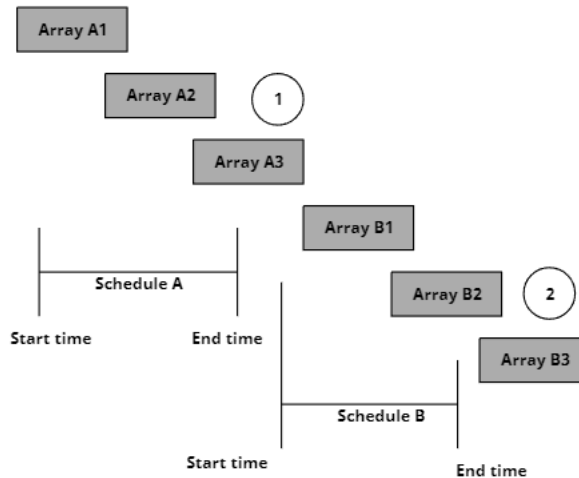 Array A1
Array A2
1
Array A3
Array B1
Schedule A
Array B2
2
Start time
End time
Array B3
Schedule B
Start time
End time